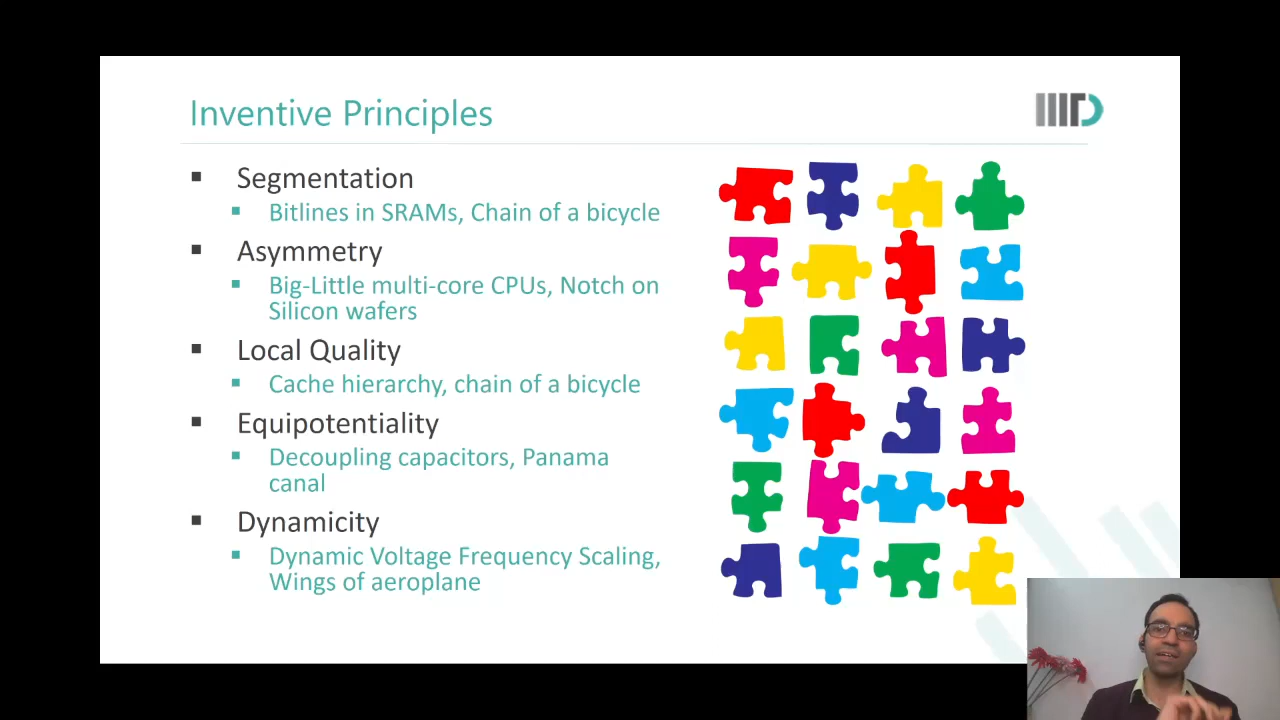 Inventive Principles
IIITD
Segmentation
Bitlines in SRAMs, Chain of a bicycle
Asymmetry
Big-Little multi-core CPUs, Notch on
Silicon wafers
Local Quality
Cache hierarchy, chain of a bicycle
Equipotentiality
Decoupling capacitors, Panama
canal
Dynamicity
Dynamic Voltage Frequency Scaling,
Wings of aeroplane